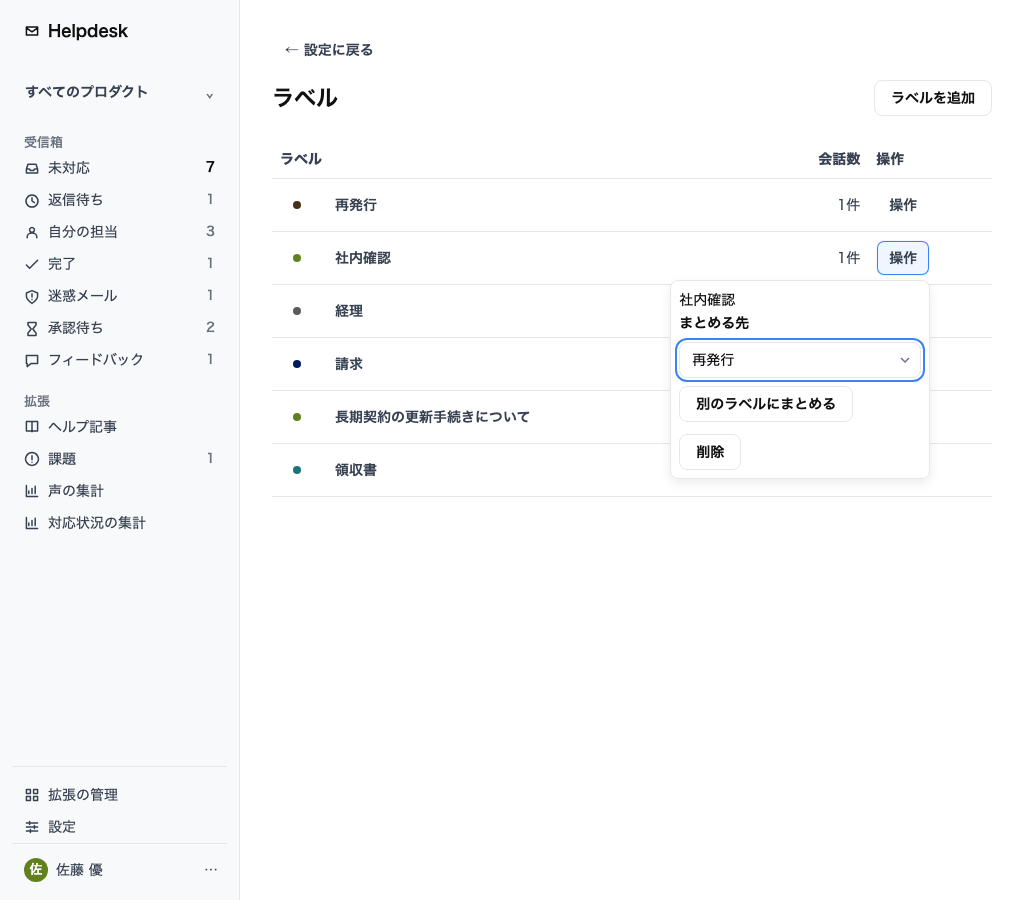 Helpdesk
すべてのプロダクト
受信箱
未対応 7
返信待ち 1
自分の担当 3
完了 1
迷惑メール 1
承認待ち 2
フィードバック 1
拡張
ヘルプ記事
課題 1
声の集計
対応状況の集計
拡張の管理
設定
佐 佐藤 優 …
← 設定に戻る
ラベル
ラベルを追加
ラベル 会話数 操作
再発行 1件 操作
社内確認 1件 操作
経理
請求
長期契約の更新手続きについて
領収書
社内確認
まとめる先
再発行
別のラベルにまとめる
削除